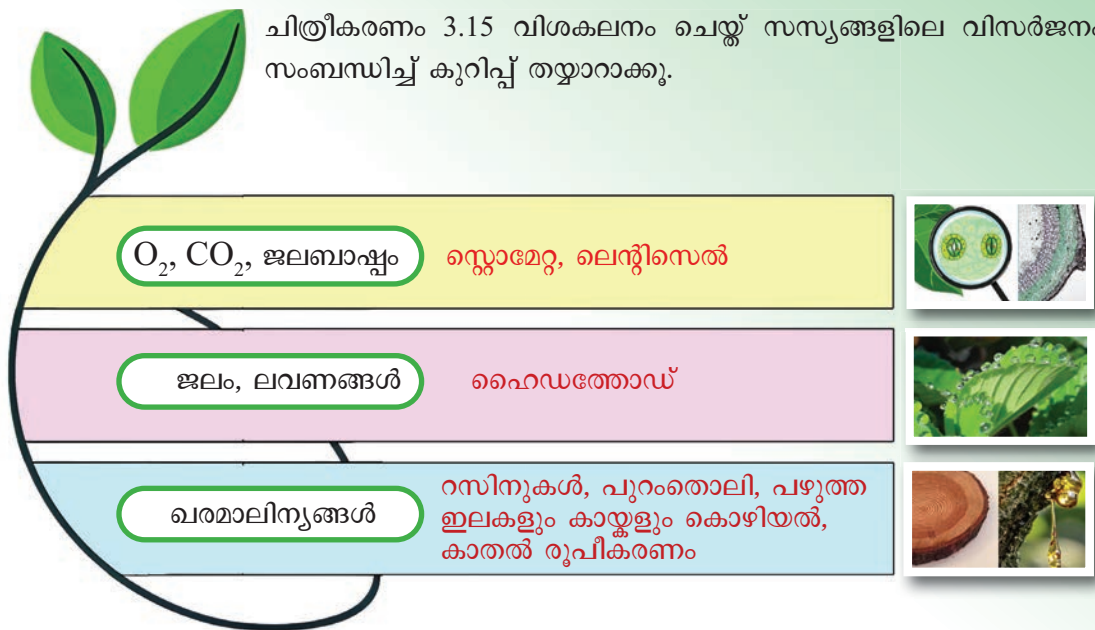 ചിത്രീകരണം 3.15 വിശകലനം ചെയ്ത് സസ്യങ്ങളിലെ വിസർജനം
സംബന്ധിച്ച് കുറിപ്പ് തയ്യാറാക്കൂ.
O₂, CO₂, ജലബാഷ്പം സ്റ്റൊമേറ്റ, ലെന്റിസെൽ
ജലം, ലവണങ്ങൾ ഹൈഡത്തോഡ്
ഖരമാലിന്യങ്ങൾ
റസിനുകൾ, പുറംതൊലി, പഴുത്ത
ഇലകളും കായ്കളും കൊഴിയൽ,
കാതൽ രൂപീകരണം